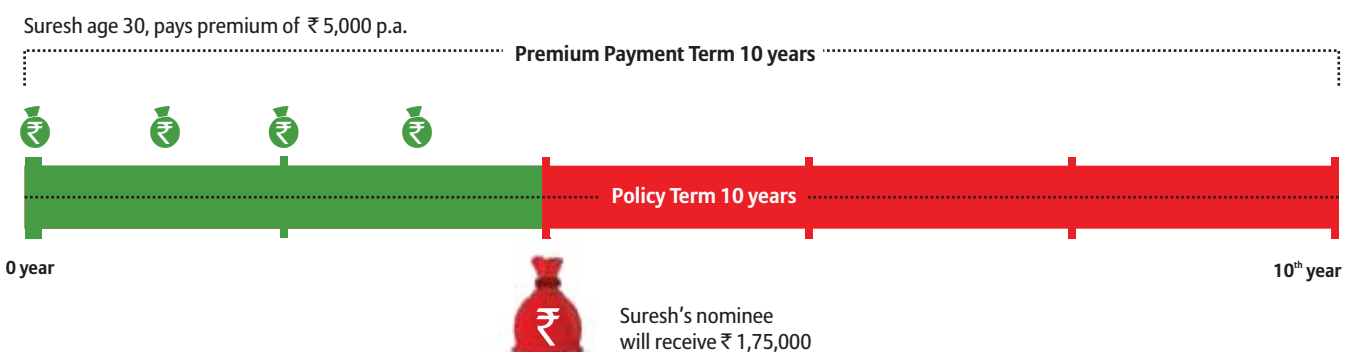 Suresh age 30, pays premium of ₹ 5,000 p.a.
Premium Payment Term 10 years
₹ ₹ ₹ ₹
Policy Term 10 years
0 year
10th year
₹
Suresh's nominee
will receive ₹ 1,75,000